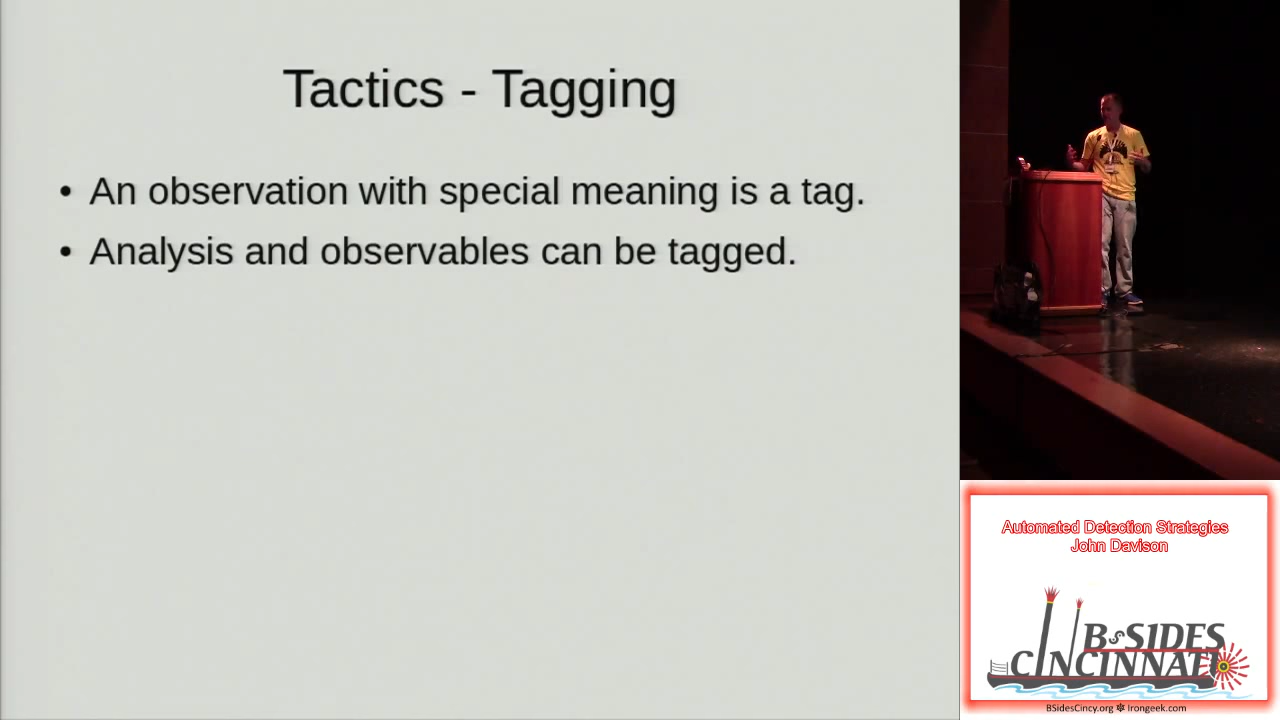 Tactics - Tagging
• An observation with special meaning is a tag.
• Analysis and observables can be tagged.
Automated Detection Strategies
John Davison
BSIDES
CINCINNATI
BSidesCincy.org ✽ Irongeek.com